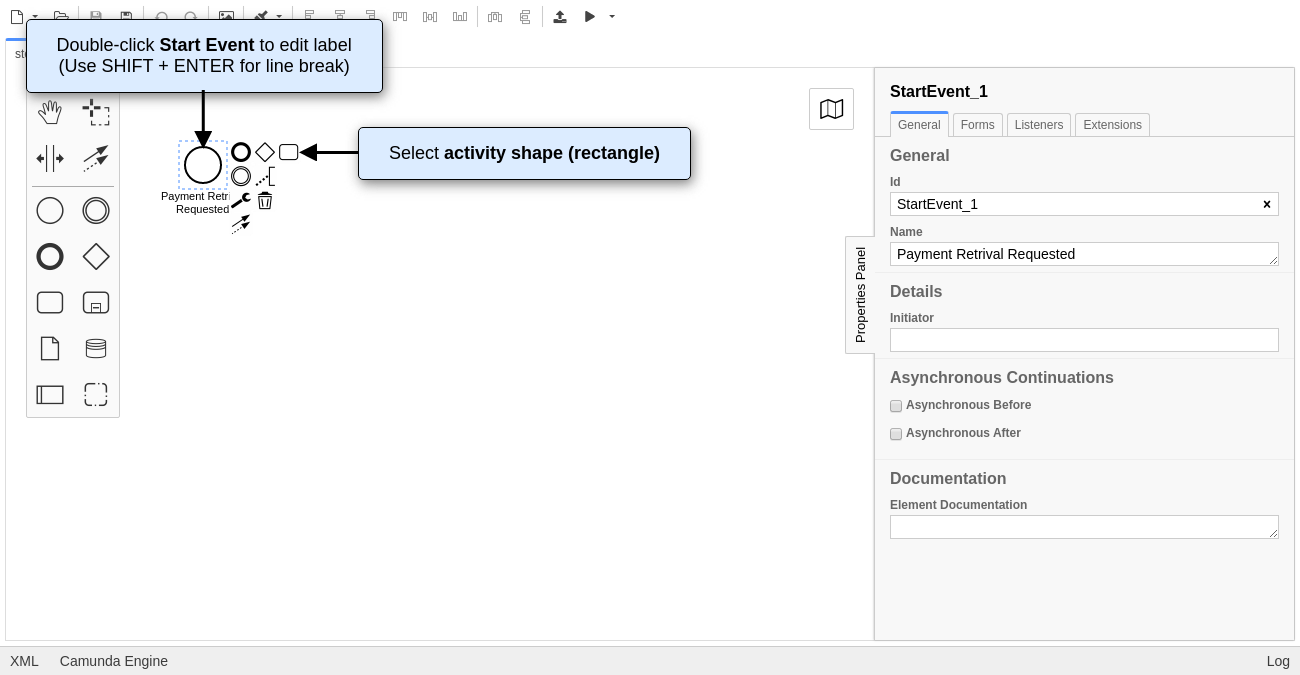 Double-click Start Event to edit label
(Use SHIFT + ENTER for line break)
Select activity shape (rectangle)
Payment Retri
Requested
StartEvent_1
General
Forms
Listeners
Extensions
General
Id
StartEvent_1
Name
Payment Retrival Requested
Properties Panel
Details
Initiator
Asynchronous Continuations
Asynchronous Before
Asynchronous After
Documentation
Element Documentation
XML
Camunda Engine
Log